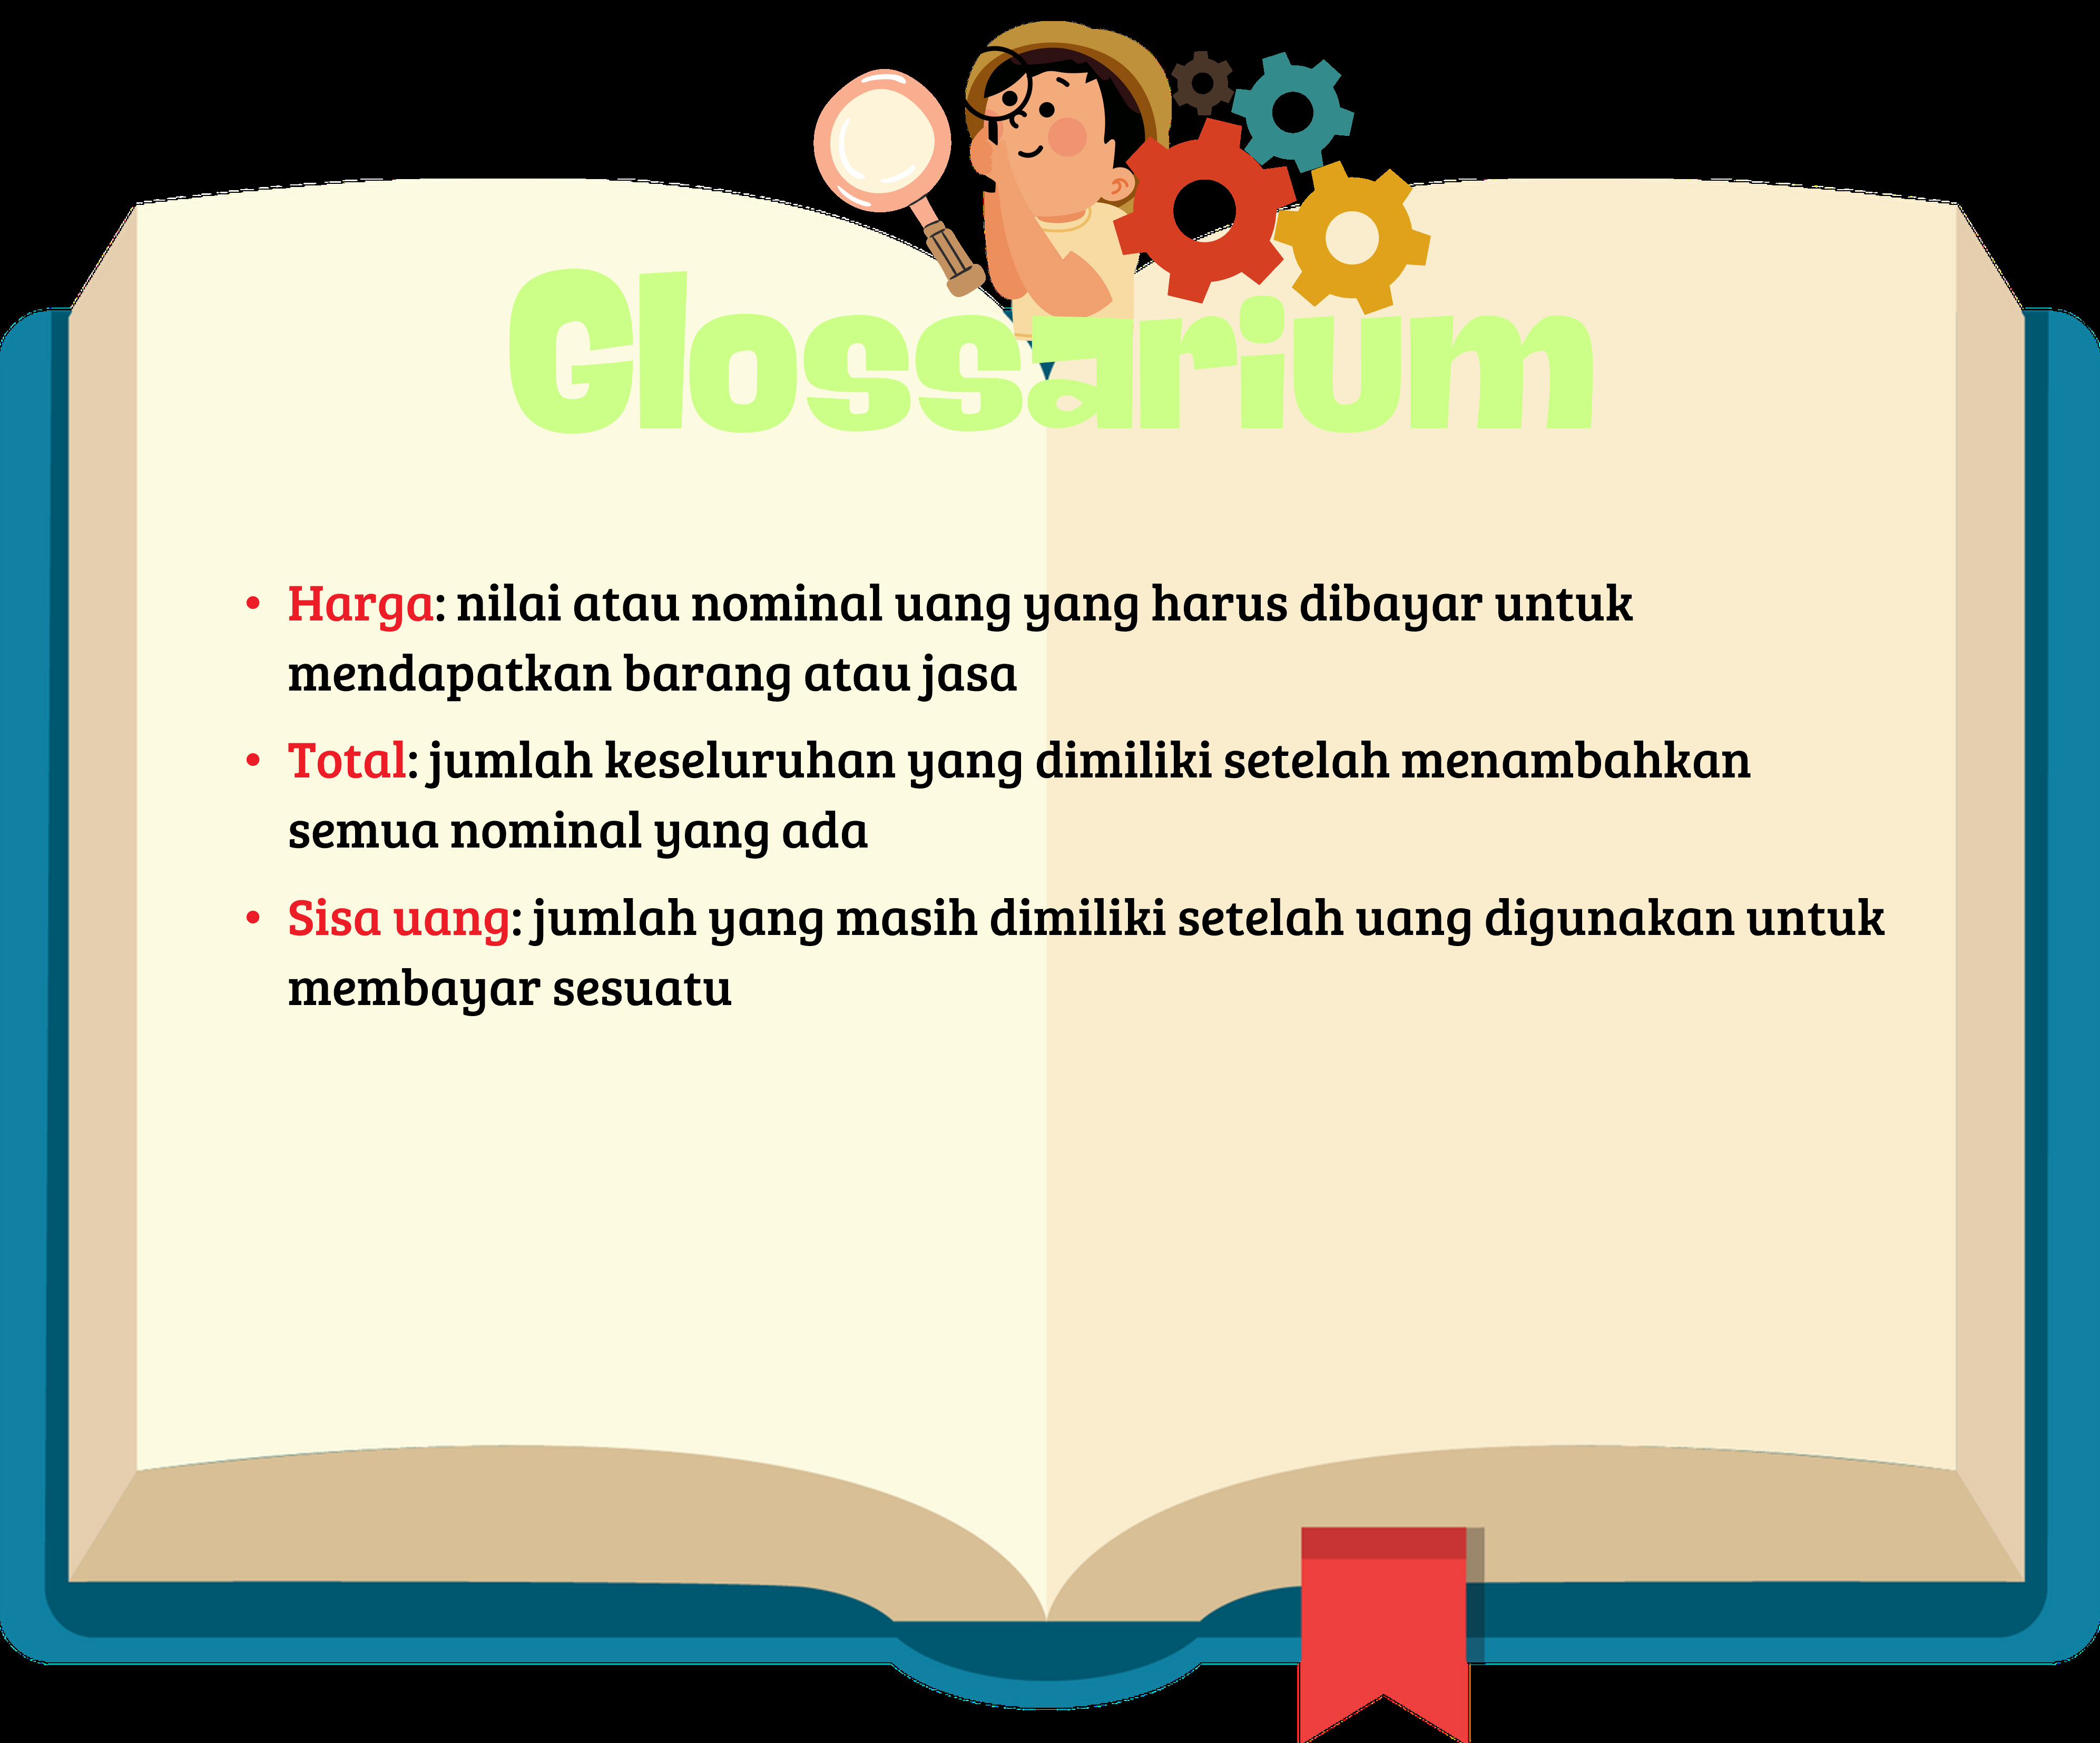 Glossarium
• Harga: nilai atau nominal uang yang harus dibayar untuk
mendapatkan barang atau jasa
• Total: jumlah keseluruhan yang dimiliki setelah menambahkan
semua nominal yang ada
• Sisa uang: jumlah yang masih dimiliki setelah uang digunakan untuk
membayar sesuatu